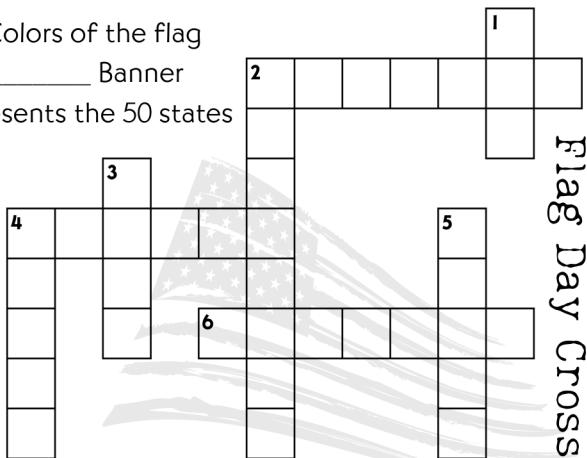 Colors of the flag
_______ Banner
sents the 50 states
1
2
3
4
5
6
Flag Day Cross